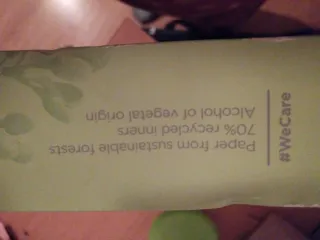 #WeCare
Paper from sustainable forests
70% recycled inners
Alcohol of vegetal origin